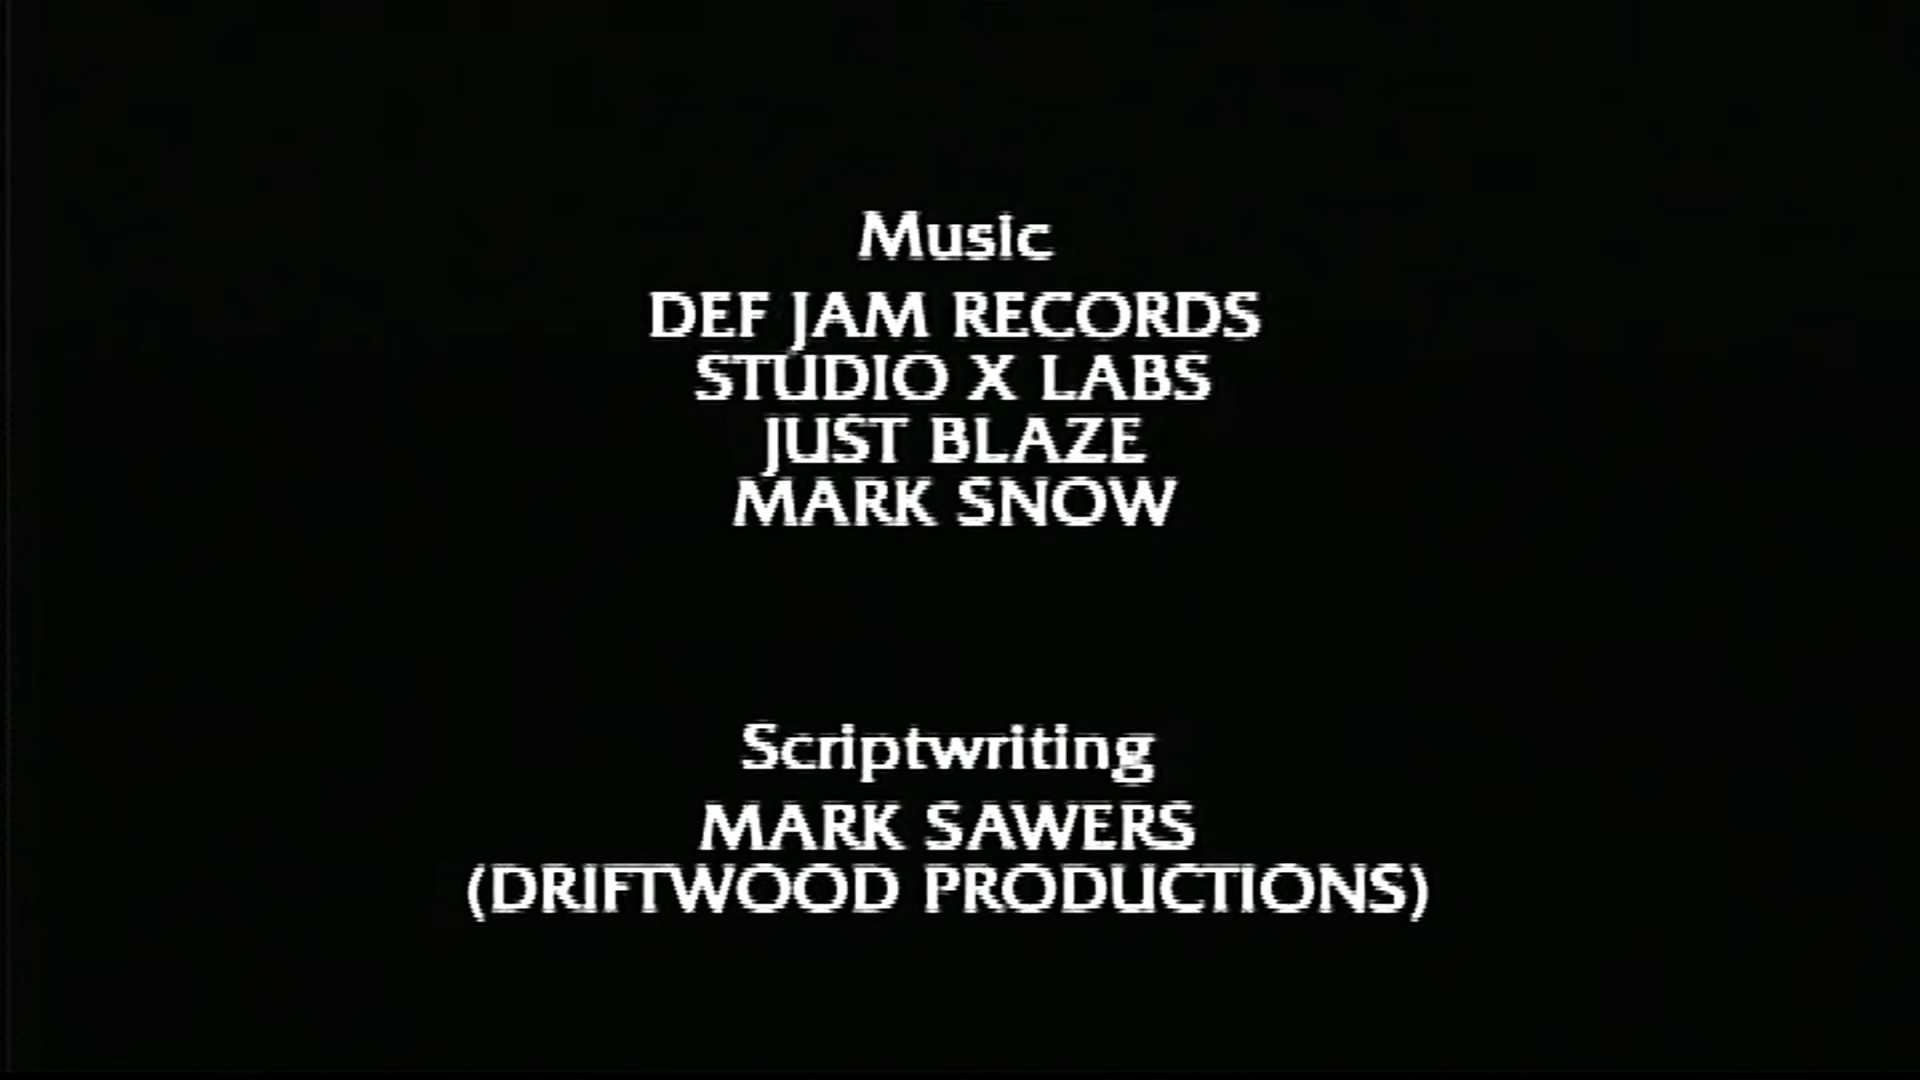 Music
DEF JAM RECORDS
STUDIO X LABS
JUST BLAZE
MARK SNOW
Scriptwriting
MARK SAWERS
(DRIFTWOOD PRODUCTIONS)